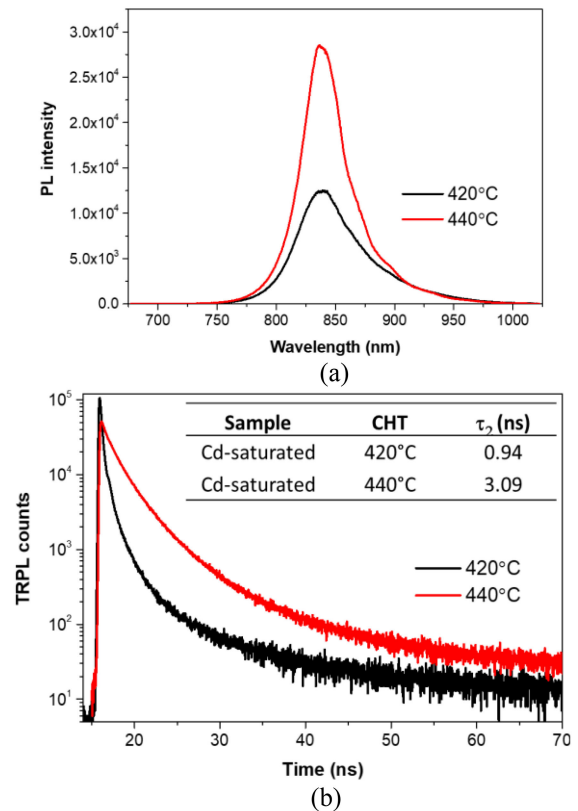 3.0x10⁴
2.5x10⁴
2.0x10⁴
1.5x10⁴
1.0x10⁴
5.0x10³
0.0
PL intensity
420°C
440°C
700 750 800 850 900 950 1000
Wavelength (nm)
(a)
10⁵
10⁴
10³
10²
10¹
TRPL counts
Sample CHT τ₂ (ns)
Cd-saturated 420°C 0.94
Cd-saturated 440°C 3.09
420°C
440°C
20 30 40 50 60 70
Time (ns)
(b)